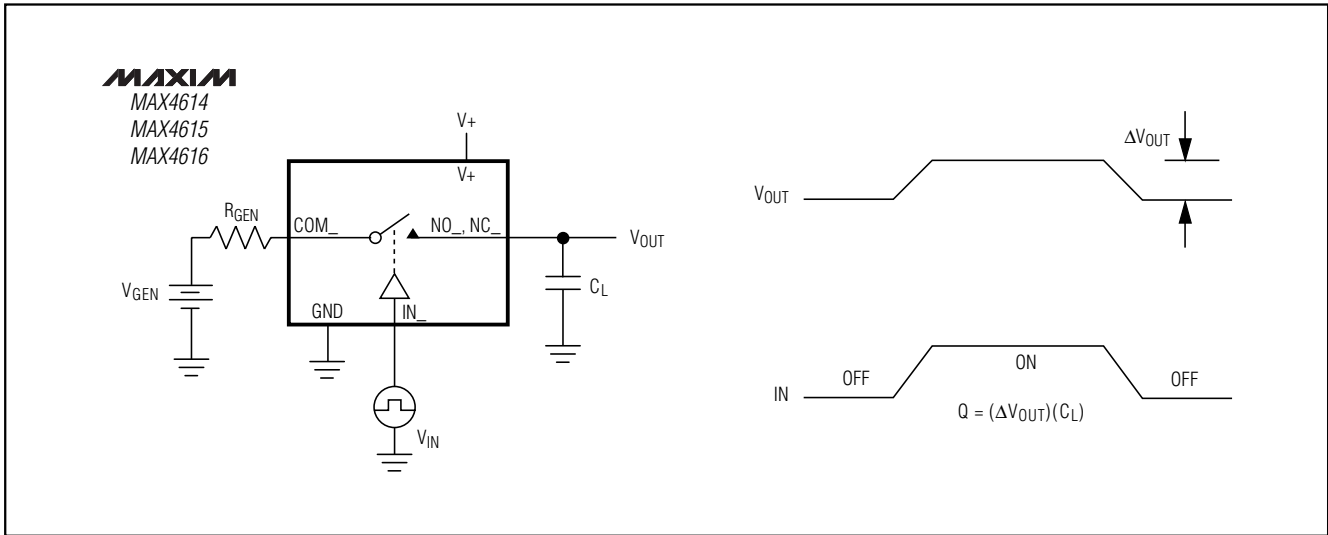 MAXIM
MAX4614
MAX4615
MAX4616
V+
V+
RGEN
COM_
NO_, NC_
VOUT
VGEN
CL
GND
IN_
VIN
ΔVOUT
VOUT
IN
OFF
ON
OFF
Q = (ΔVOUT)(CL)